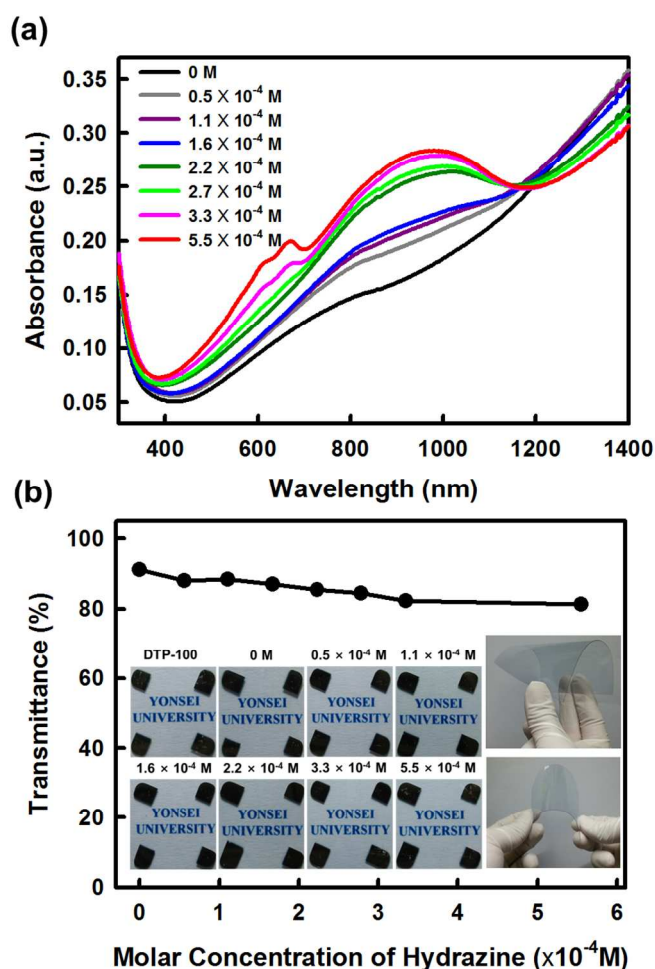 (a)
0 M
0.5 X 10⁻⁴ M
1.1 X 10⁻⁴ M
1.6 X 10⁻⁴ M
2.2 X 10⁻⁴ M
2.7 X 10⁻⁴ M
3.3 X 10⁻⁴ M
5.5 X 10⁻⁴ M
0.35
0.30
0.25
0.20
0.15
0.10
0.05
Absorbance (a.u.)
400 600 800 1000 1200 1400
Wavelength (nm)
(b)
100
80
60
40
20
0
Transmittance (%)
DTP-100 0 M 0.5 × 10⁻⁴ M 1.1 × 10⁻⁴ M
YONSEI YONSEI YONSEI YONSEI
UNIVERSITY UNIVERSITY UNIVERSITY UNIVERSITY
1.6 × 10⁻⁴ M 2.2 × 10⁻⁴ M 3.3 × 10⁻⁴ M 5.5 × 10⁻⁴ M
YONSEI YONSEI YONSEI YONSEI
UNIVERSITY UNIVERSITY UNIVERSITY UNIVERSITY
0 1 2 3 4 5 6
Molar Concentration of Hydrazine (x10⁻⁴M)